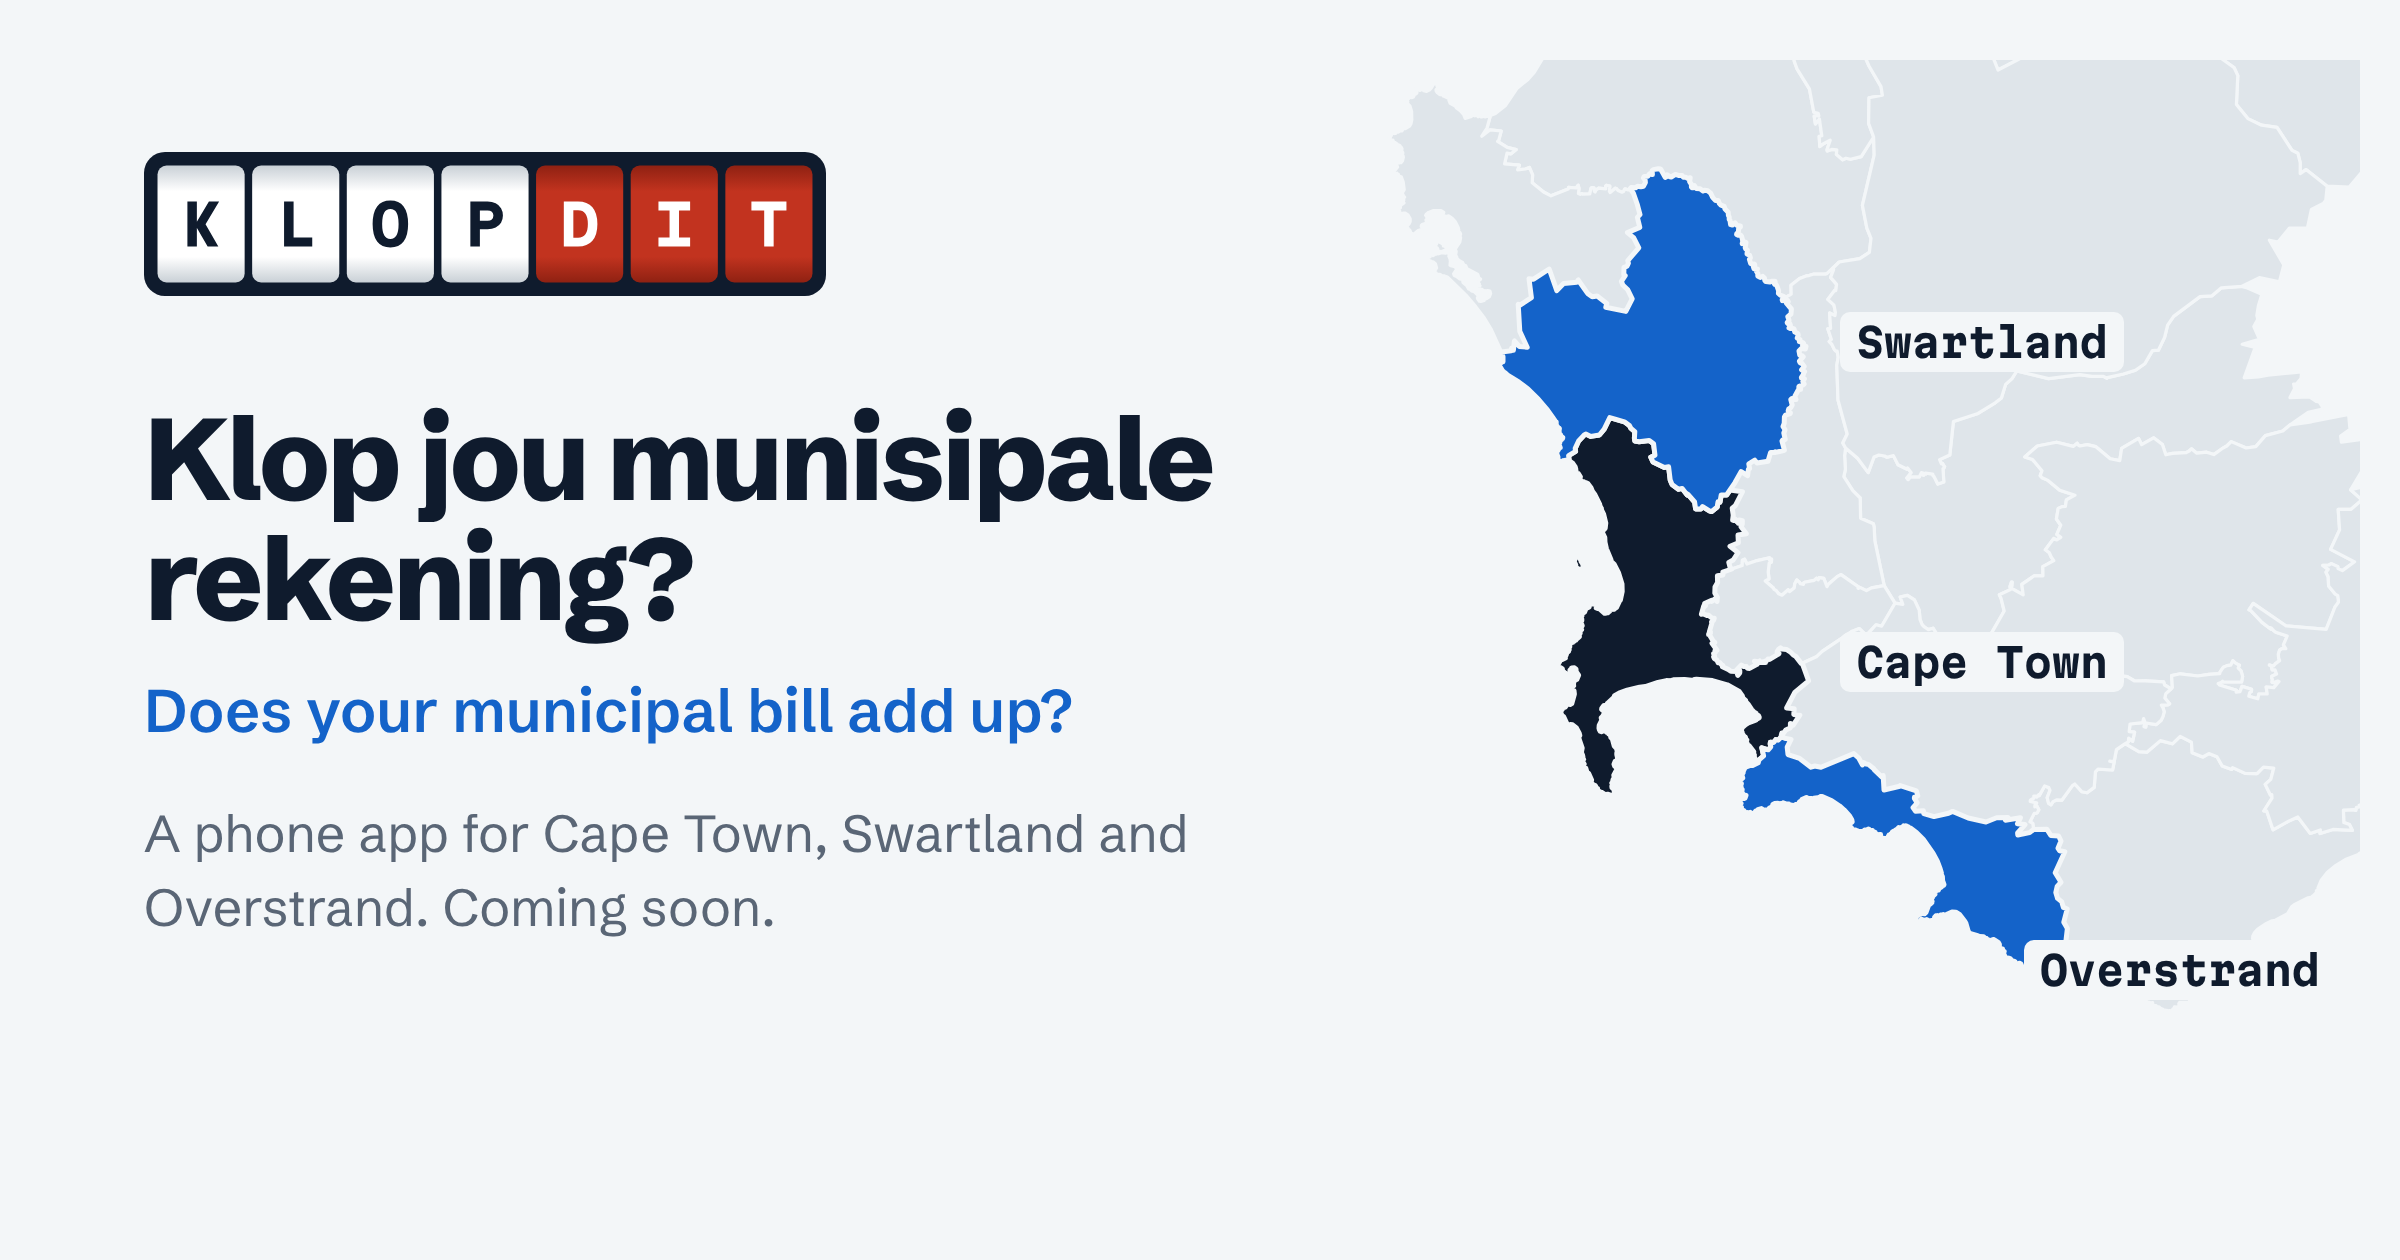 KLOPDIT
Klop jou munisipale
rekening?
Does your municipal bill add up?
A phone app for Cape Town, Swartland and
Overstrand. Coming soon.
Swartland
Cape Town
Overstrand